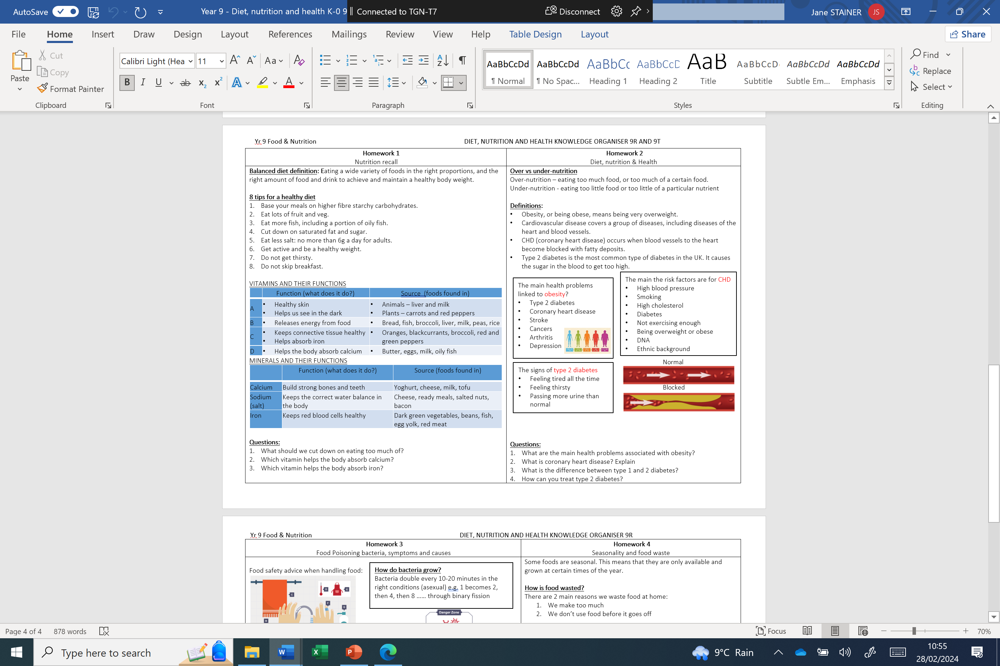 AutoSave
Year 9 - Diet, nutrition and health K-0 9
Connected to TGN-T7
Disconnect
Jane STAINER
JS
File Home Insert Draw Design Layout References Mailings Review View Help Table Design Layout
Share
Paste
Cut
Copy
Format Painter
Clipboard
Calibri Light (Hea
11
Font
Paragraph
AaBbCcDd AaBbCcDd AaBbCc AaBbCcD AaB AaBbCcD AaBbCcDd AaBbCcDd
¶ Normal ¶ No Spac... Heading 1 Heading 2 Title Subtitle Subtle Em... Emphasis
Styles
Find
Replace
Select
Editing
Yr 9 Food & Nutrition DIET, NUTRITION AND HEALTH KNOWLEDGE ORGANISER 9R AND 9T
Homework 1
Nutrition recall
Balanced diet definition: Eating a wide variety of foods in the right proportions, and the
right amount of food and drink to achieve and maintain a healthy body weight.
8 tips for a healthy diet
1. Base your meals on higher fibre starchy carbohydrates.
2. Eat lots of fruit and veg.
3. Eat more fish, including a portion of oily fish.
4. Cut down on saturated fat and sugar.
5. Eat less salt: no more than 6g a day for adults.
6. Get active and be a healthy weight.
7. Do not get thirsty.
8. Do not skip breakfast.
VITAMINS AND THEIR FUNCTIONS
Function (what does it do?) Source (foods found in)
A • Healthy skin • Animals – liver and milk
• Helps us see in the dark • Plants – carrots and red peppers
B • Releases energy from food • Bread, fish, broccoli, liver, milk, peas, rice
C • Keeps connective tissue healthy • Oranges, blackcurrants, broccoli, red and
• Helps absorb iron green peppers
D • Helps the body absorb calcium • Butter, eggs, milk, oily fish
MINERALS AND THEIR FUNCTIONS
Function (what does it do?) Source (foods found in)
Calcium Build strong bones and teeth Yoghurt, cheese, milk, tofu
Sodium Keeps the correct water balance in Cheese, ready meals, salted nuts,
(salt) the body bacon
Iron Keeps red blood cells healthy Dark green vegetables, beans, fish,
egg yolk, red meat
Questions:
1. What should we cut down on eating too much of?
2. Which vitamin helps the body absorb calcium?
3. Which vitamin helps the body absorb iron?
Homework 2
Diet, nutrition & Health
Over vs under-nutrition
Over-nutrition – eating too much food, or too much of a certain food.
Under-nutrition - eating too little food or too little of a particular nutrient
Definitions:
• Obesity, or being obese, means being very overweight.
• Cardiovascular disease covers a group of diseases, including diseases of the
heart and blood vessels.
• CHD (coronary heart disease) occurs when blood vessels to the heart
become blocked with fatty deposits.
• Type 2 diabetes is the most common type of diabetes in the UK. It causes
the sugar in the blood to get too high.
The main health problems
linked to obesity?
• Type 2 diabetes
• Coronary heart disease
• Stroke
• Cancers
• Arthritis
• Depression
The main the risk factors are for CHD
• High blood pressure
• Smoking
• High cholesterol
• Diabetes
• Not exercising enough
• Being overweight or obese
• DNA
• Ethnic background
The signs of type 2 diabetes
• Feeling tired all the time
• Feeling thirsty
• Passing more urine than
normal
Normal
Blocked
Questions:
1. What are the main health problems associated with obesity?
2. What is coronary heart disease? Explain
3. What is the difference between type 1 and 2 diabetes?
4. How can you treat type 2 diabetes?
Yr 9 Food & Nutrition DIET, NUTRITION AND HEALTH KNOWLEDGE ORGANISER 9R
Homework 3
Food Poisoning bacteria, symptoms and causes
Food safety advice when handling food:
How do bacteria grow?
Bacteria double every 10-20 minutes in the
right conditions (asexual) e.g. 1 becomes 2,
then 4, then 8 …… through binary fission
Danger Zone
Homework 4
Seasonality and food waste
Some foods are seasonal. This means that they are only available and
grown at certain times of the year.
How is food wasted?
There are 2 main reasons we waste food at home:
1. We make too much
2. We don’t use food before it goes off
Page 4 of 4 878 words
Focus
70%
Type here to search
9°C Rain
10:55
28/02/2024